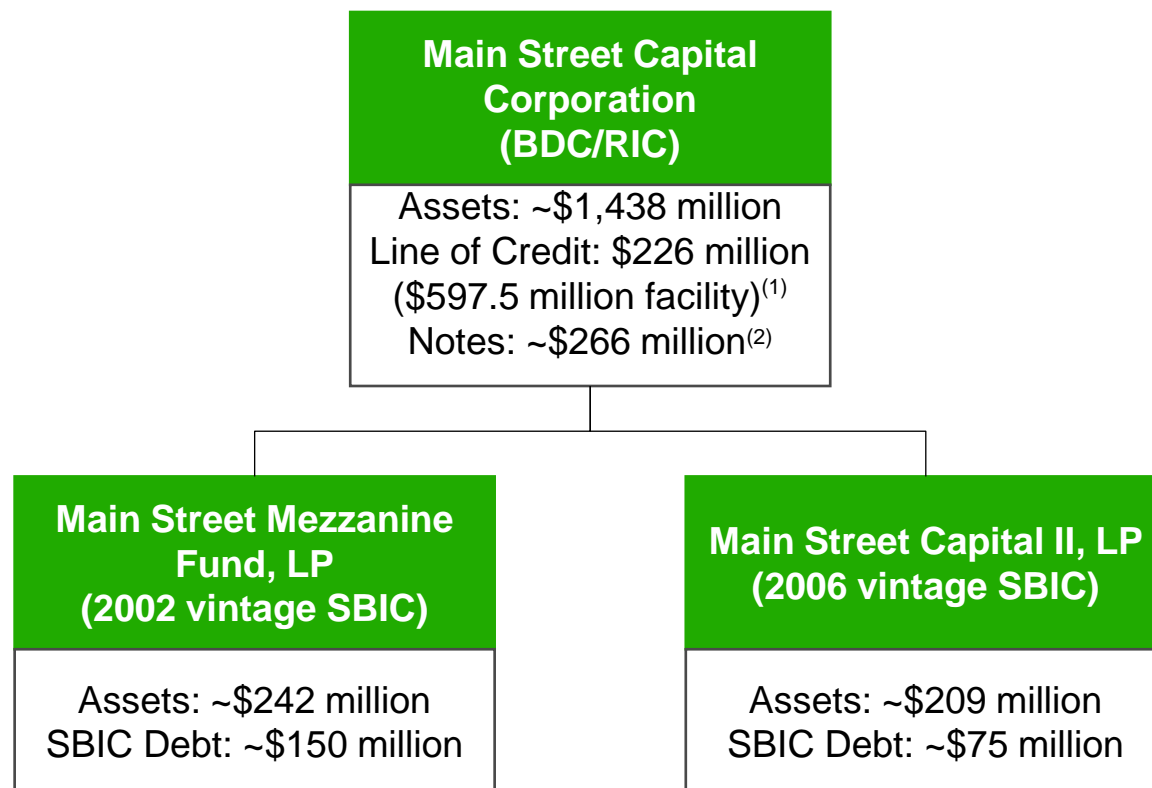 Main Street Capital
Corporation
(BDC/RIC)
Assets: ~$1,438 million
Line of Credit: $226 million
($597.5 million facility)(1)
Notes: ~$266 million(2)
Main Street Mezzanine
Fund, LP
(2002 vintage SBIC)
Assets: ~$242 million
SBIC Debt: ~$150 million
Main Street Capital II, LP
(2006 vintage SBIC)
Assets: ~$209 million
SBIC Debt: ~$75 million